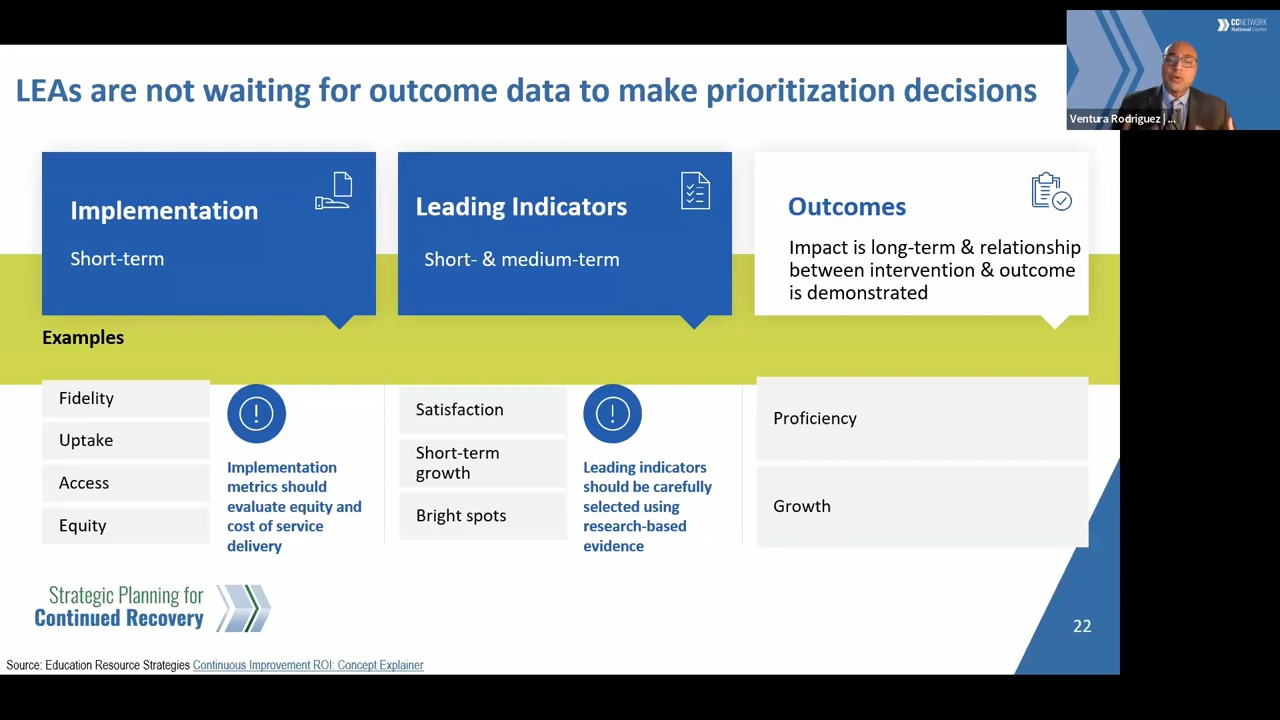 LEAs are not waiting for outcome data to make prioritization decisions
CCNETWORK
National Center
Ventura Rodriguez | ...
Implementation
Short-term
Leading Indicators
Short- & medium-term
Outcomes
Impact is long-term & relationship
between intervention & outcome
is demonstrated
Examples
Fidelity
Uptake
Access
Equity
Implementation
metrics should
evaluate equity and
cost of service
delivery
Satisfaction
Short-term
growth
Bright spots
Leading indicators
should be carefully
selected using
research-based
evidence
Proficiency
Growth
Strategic Planning for
Continued Recovery
22
Source: Education Resource Strategies Continuous Improvement ROI: Concept Explainer